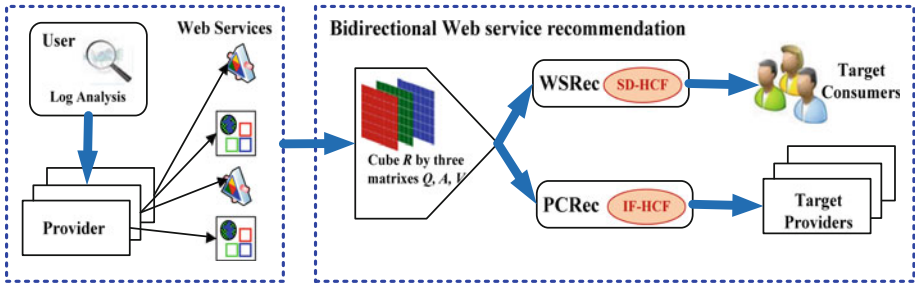 User
Log Analysis
Provider
Web Services
Bidirectional Web service recommendation
Cube R by three
matrixes Q, A, V
WSRec
SD-HCF
Target
Consumers
PCRec
IF-HCF
Target
Providers